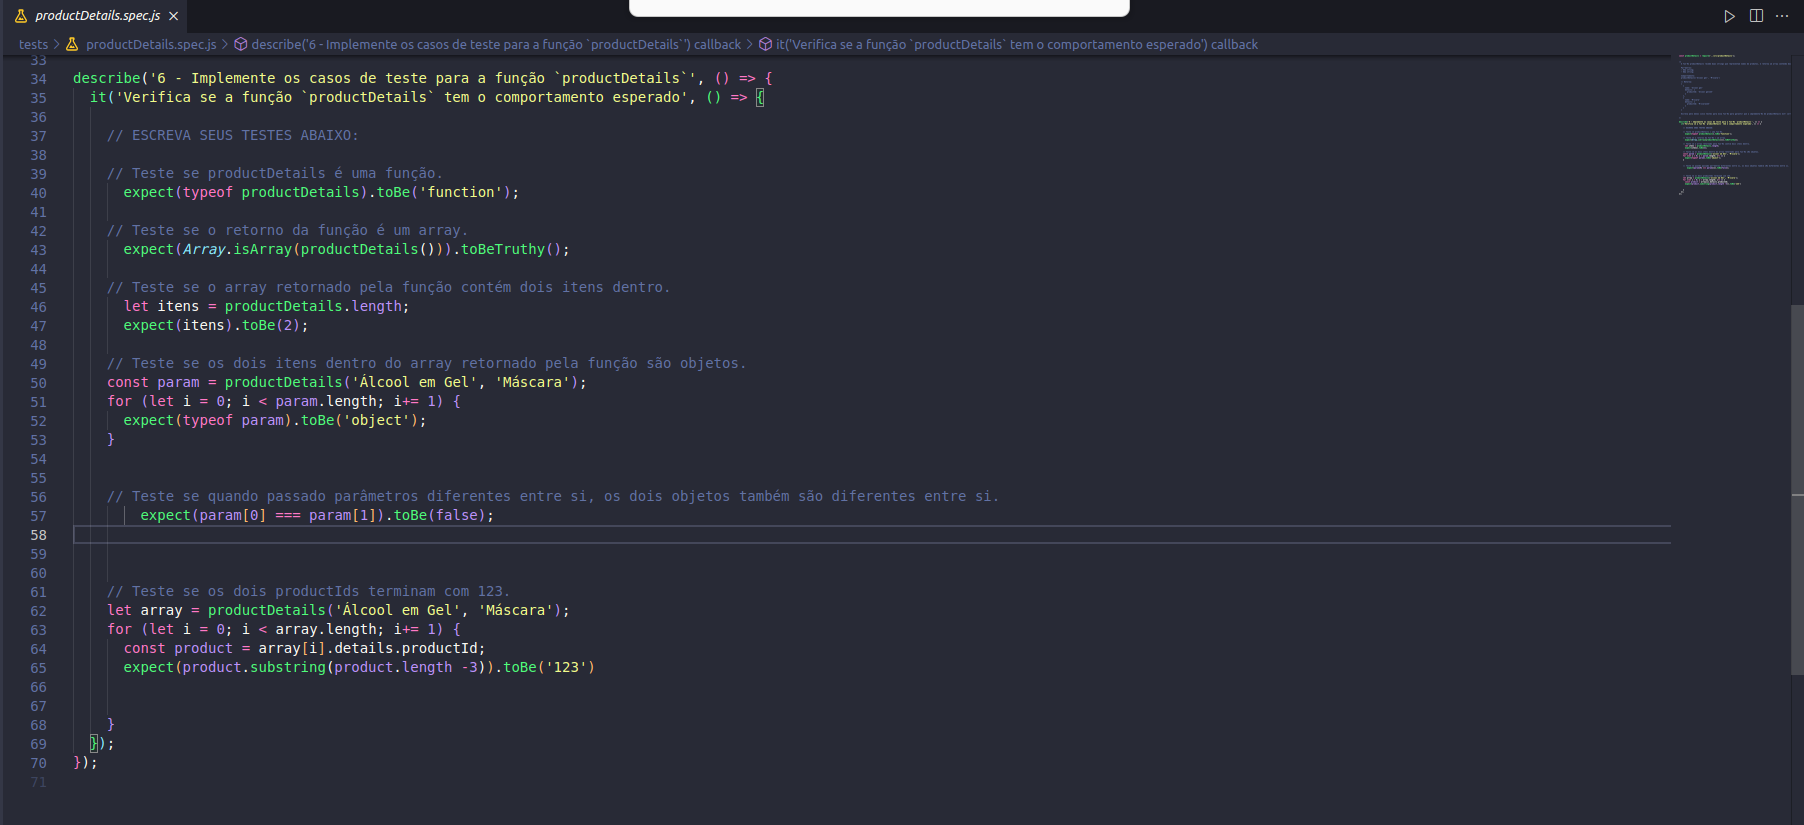 productDetails.spec.js
tests > productDetails.spec.js > describe('6 - Implemente os casos de teste para a função `productDetails`') callback > it('Verifica se a função `productDetails` tem o comportamento esperado') callback
33
34 describe('6 - Implemente os casos de teste para a função `productDetails`', () => {
35 it('Verifica se a função `productDetails` tem o comportamento esperado', () => {
36
37 // ESCREVA SEUS TESTES ABAIXO:
38
39 // Teste se productDetails é uma função.
40 expect(typeof productDetails).toBe('function');
41
42 // Teste se o retorno da função é um array.
43 expect(Array.isArray(productDetails())).toBeTruthy();
44
45 // Teste se o array retornado pela função contém dois itens dentro.
46 let itens = productDetails.length;
47 expect(itens).toBe(2);
48
49 // Teste se os dois itens dentro do array retornado pela função são objetos.
50 const param = productDetails('Álcool em Gel', 'Máscara');
51 for (let i = 0; i < param.length; i+= 1) {
52 expect(typeof param).toBe('object');
53 }
54
55
56 // Teste se quando passado parâmetros diferentes entre si, os dois objetos também são diferentes entre si.
57 expect(param[0] === param[1]).toBe(false);
58
59
60
61 // Teste se os dois productIds terminam com 123.
62 let array = productDetails('Álcool em Gel', 'Máscara');
63 for (let i = 0; i < array.length; i+= 1) {
64 const product = array[i].details.productId;
65 expect(product.substring(product.length -3)).toBe('123')
66
67
68 }
69 });
70 });
71